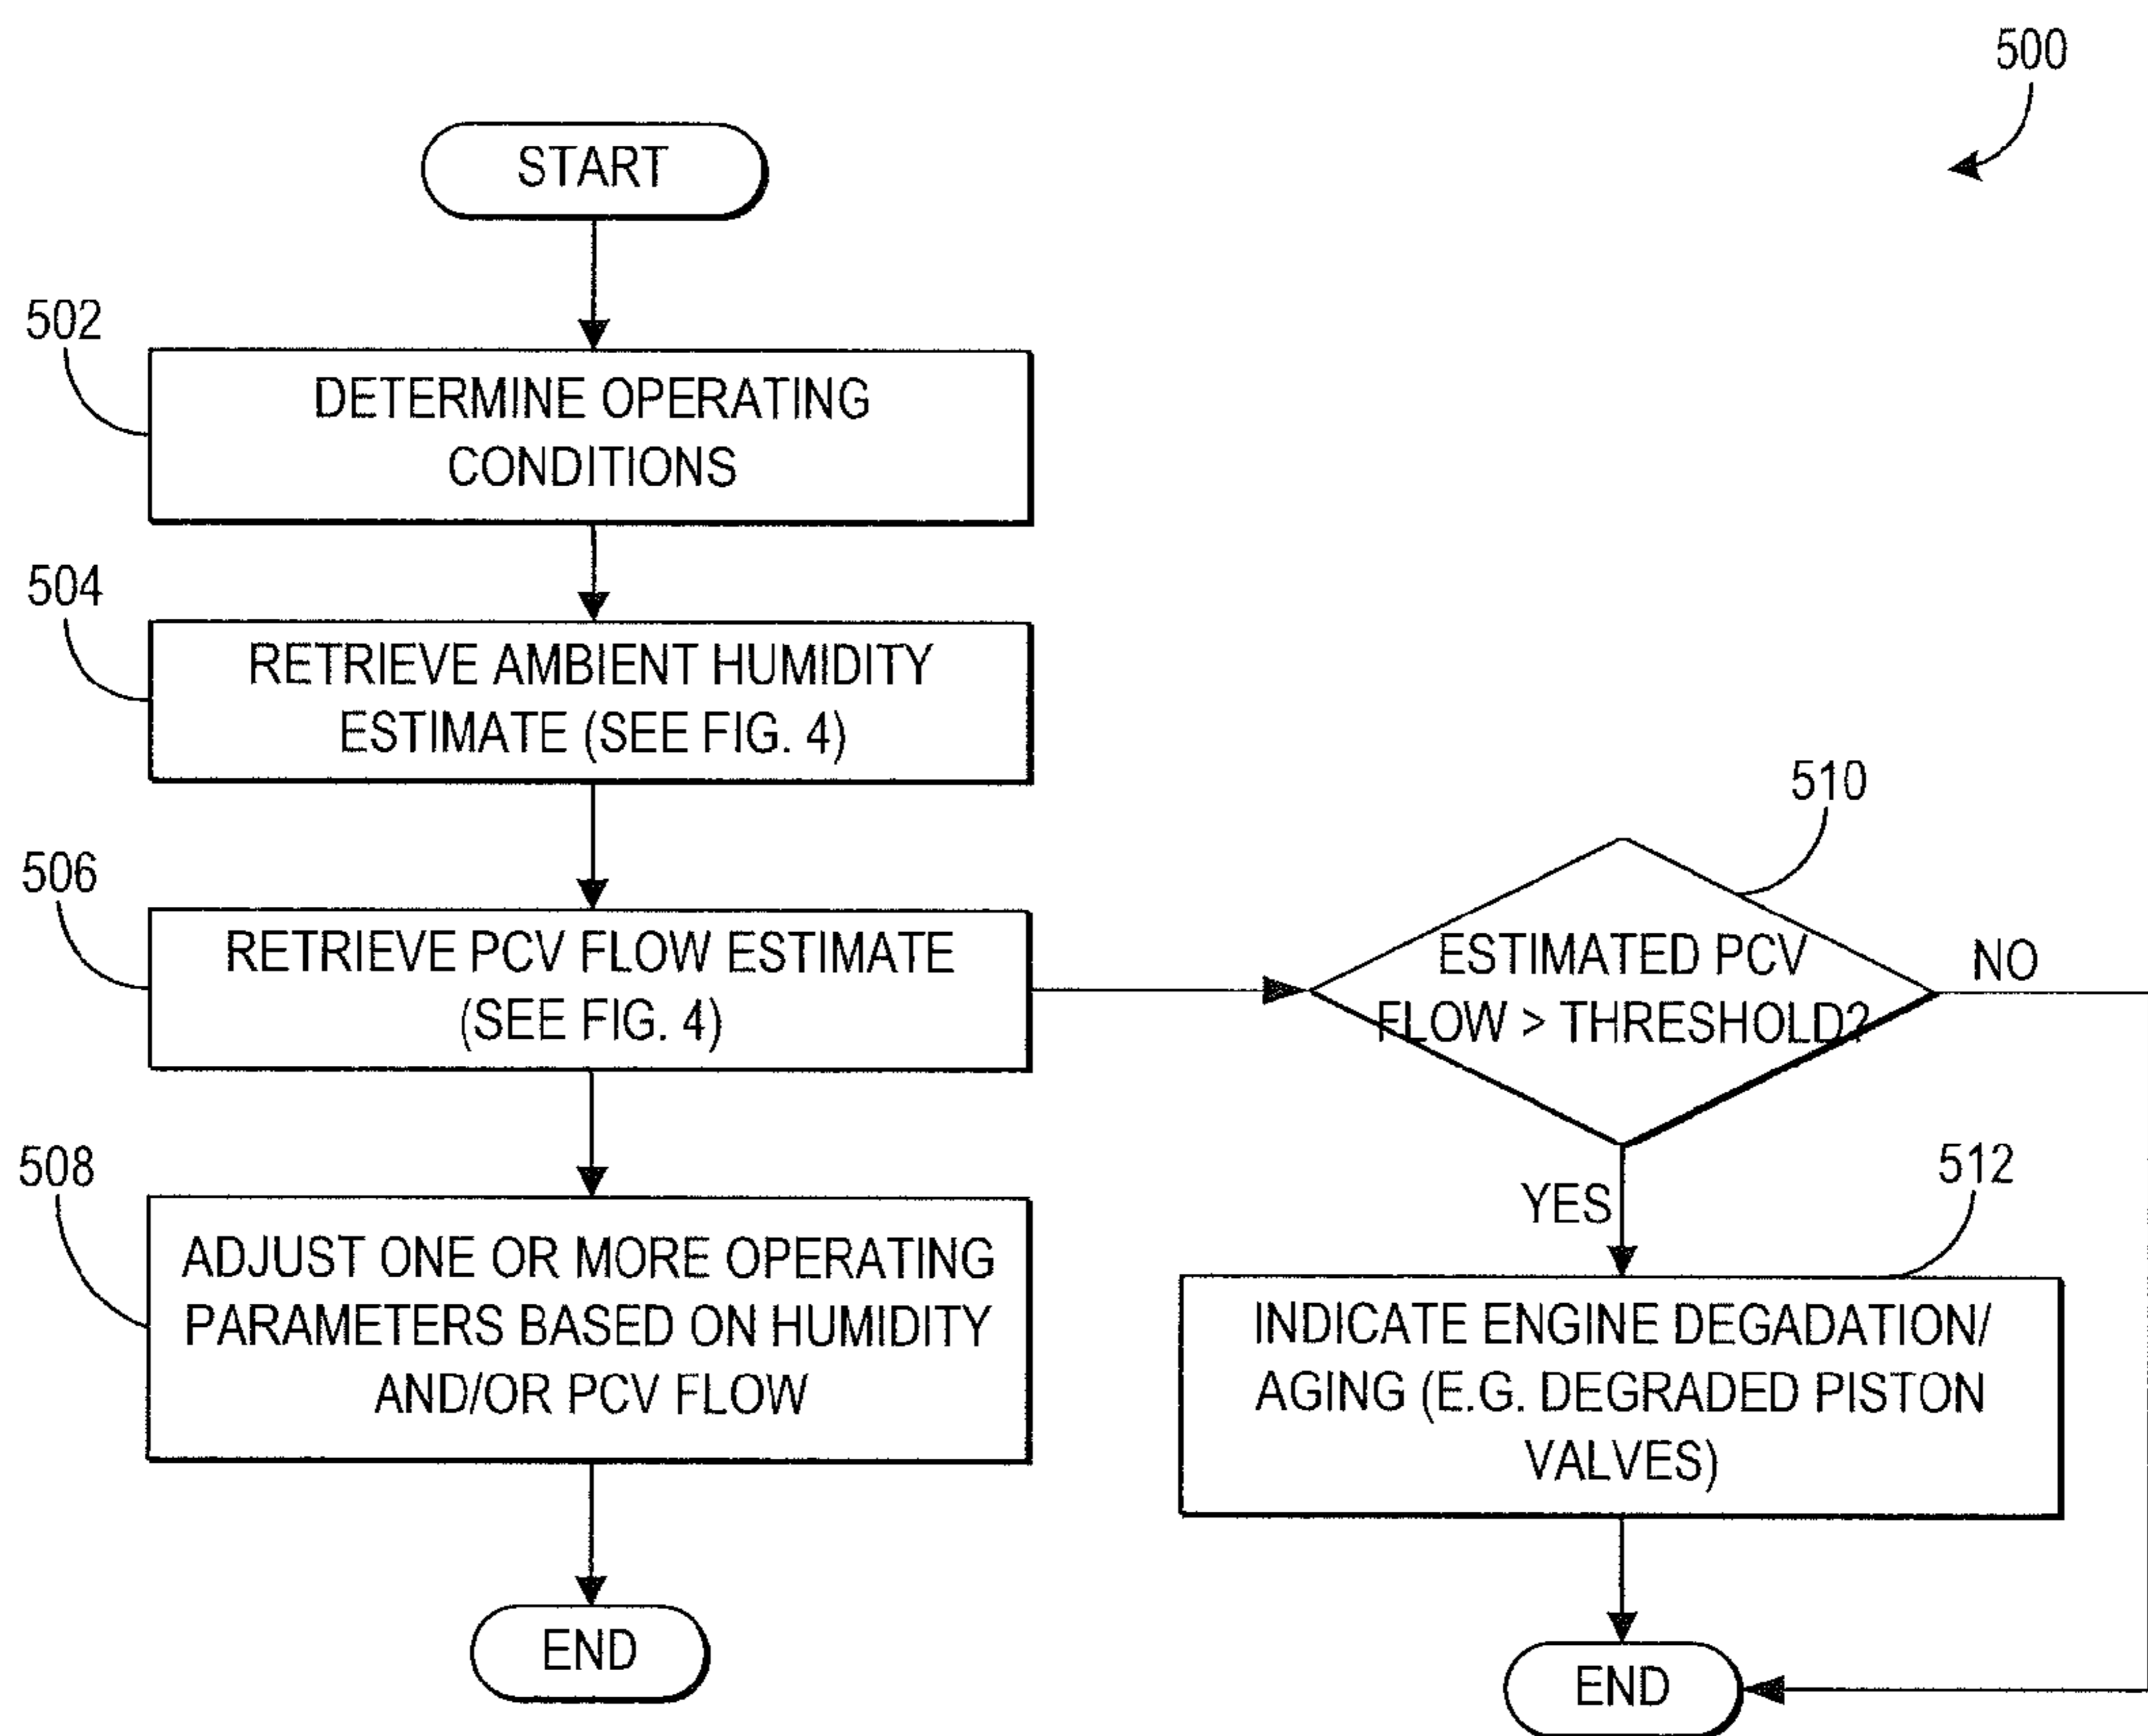 500
START
502
DETERMINE OPERATING
CONDITIONS
504
RETRIEVE AMBIENT HUMIDITY
ESTIMATE (SEE FIG. 4)
506
RETRIEVE PCV FLOW ESTIMATE
(SEE FIG. 4)
510
ESTIMATED PCV
FLOW > THRESHOLD?
NO
YES
508
ADJUST ONE OR MORE OPERATING
PARAMETERS BASED ON HUMIDITY
AND/OR PCV FLOW
512
INDICATE ENGINE DEGADATION/
AGING (E.G. DEGRADED PISTON
VALVES)
END
END